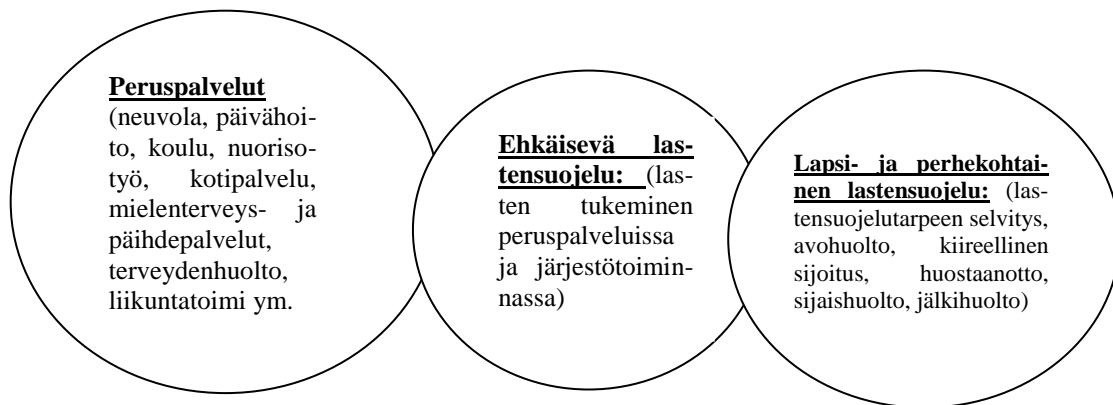 Peruspalvelut
(neuvola, päivähoi-
to, koulu, nuoriso-
työ, kotipalvelu,
mielenterveys- ja
päihdepalvelut,
terveydenhuolto,
liikuntatoimi ym.
Ehkäisevä las-
tensuojelu: (las-
ten tukeminen
peruspalveluissa
ja järjestötoimin-
nassa)
Lapsi- ja perhekohtai-
nen lastensuojelu: (las-
tensuojelutarpeen selvitys,
avohuolto, kiireellinen
sijoitus, huostaanotto,
sijaishuolto, jälkihuolto)